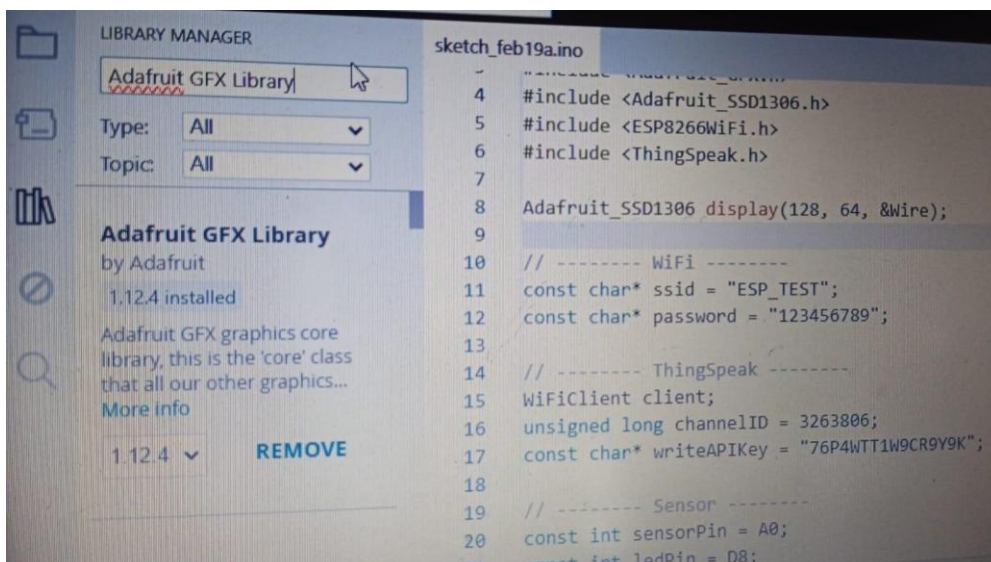 LIBRARY MANAGER
Adafruit GFX Library
Type: All
Topic: All
Adafruit GFX Library
by Adafruit
1.12.4 installed
Adafruit GFX graphics core
library, this is the 'core' class
that all our other graphics...
More info
1.12.4
REMOVE
sketch_feb19a.ino
4 #include <Adafruit_SSD1306.h>
5 #include <ESP8266WiFi.h>
6 #include <ThingSpeak.h>
7
8 Adafruit_SSD1306 display(128, 64, &Wire);
9
10 // -------- WiFi --------
11 const char* ssid = "ESP_TEST";
12 const char* password = "123456789";
13
14 // -------- ThingSpeak --------
15 WiFiClient client;
16 unsigned long channelID = 3263806;
17 const char* writeAPIKey = "76P4WTT1W9CR9Y9K";
18
19 // -------- Sensor --------
20 const int sensorPin = A0;
const int ledPin = D8;